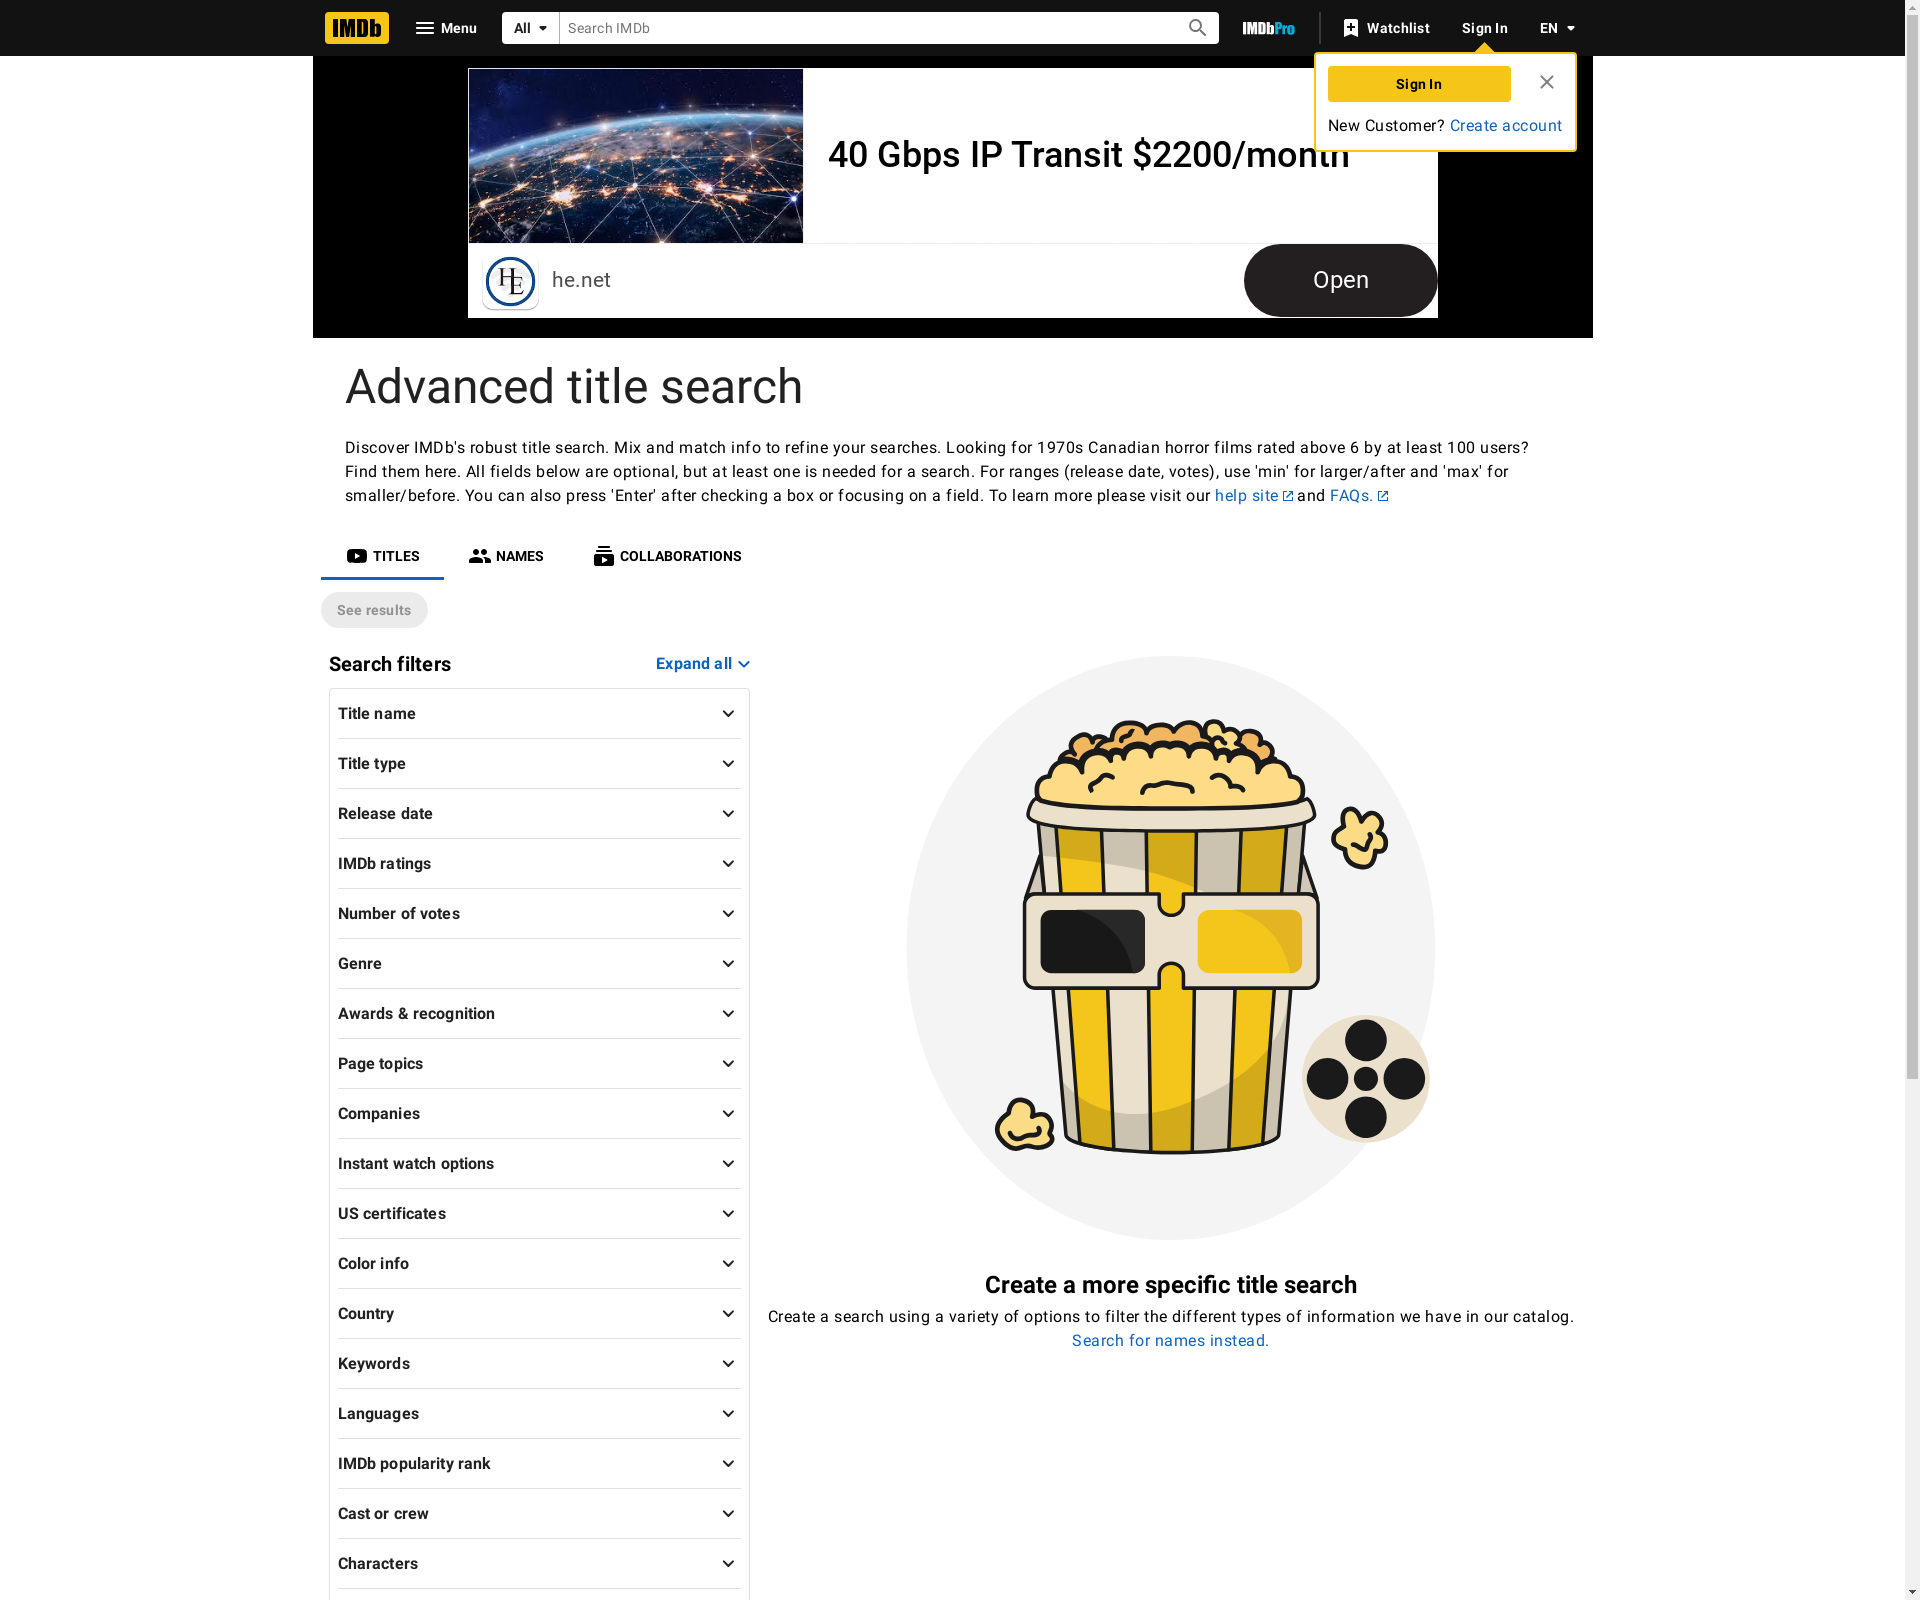 IMDb
Menu
All
Search IMDb
IMDbPro
Watchlist
Sign In
EN
Sign In
New Customer? Create account
40 Gbps IP Transit $2200/month
HE
he.net
Open
Advanced title search
Discover IMDb's robust title search. Mix and match info to refine your searches. Looking for 1970s Canadian horror films rated above 6 by at least 100 users?
Find them here. All fields below are optional, but at least one is needed for a search. For ranges (release date, votes), use 'min' for larger/after and 'max' for
smaller/before. You can also press 'Enter' after checking a box or focusing on a field. To learn more please visit our help site and FAQs.
TITLES
NAMES
COLLABORATIONS
See results
Search filters
Expand all
Title name
Title type
Release date
IMDb ratings
Number of votes
Genre
Awards & recognition
Page topics
Companies
Instant watch options
US certificates
Color info
Country
Keywords
Languages
IMDb popularity rank
Cast or crew
Characters
Create a more specific title search
Create a search using a variety of options to filter the different types of information we have in our catalog.
Search for names instead.